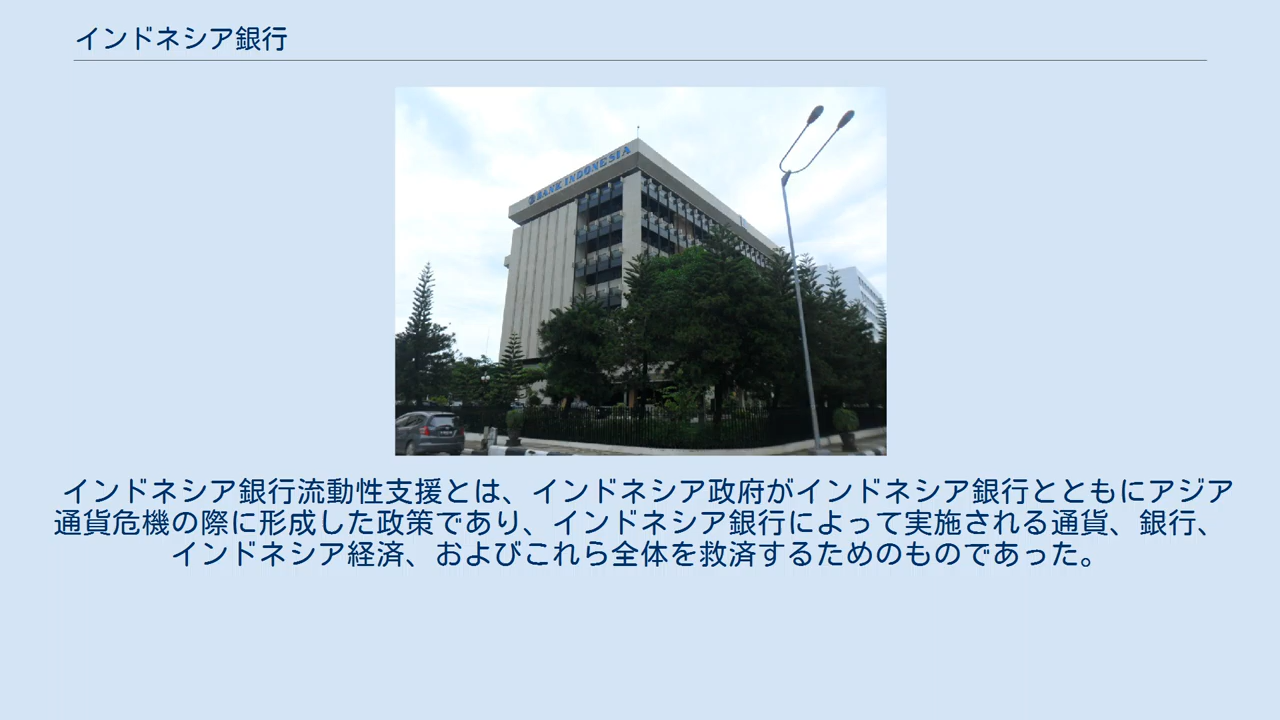 インドネシア銀行
BANK INDONESIA
インドネシア銀行流動性支援とは、インドネシア政府がインドネシア銀行とともにアジア
通貨危機の際に形成した政策であり、インドネシア銀行によって実施される通貨、銀行、
インドネシア経済、およびこれら全体を救済するためのものであった。